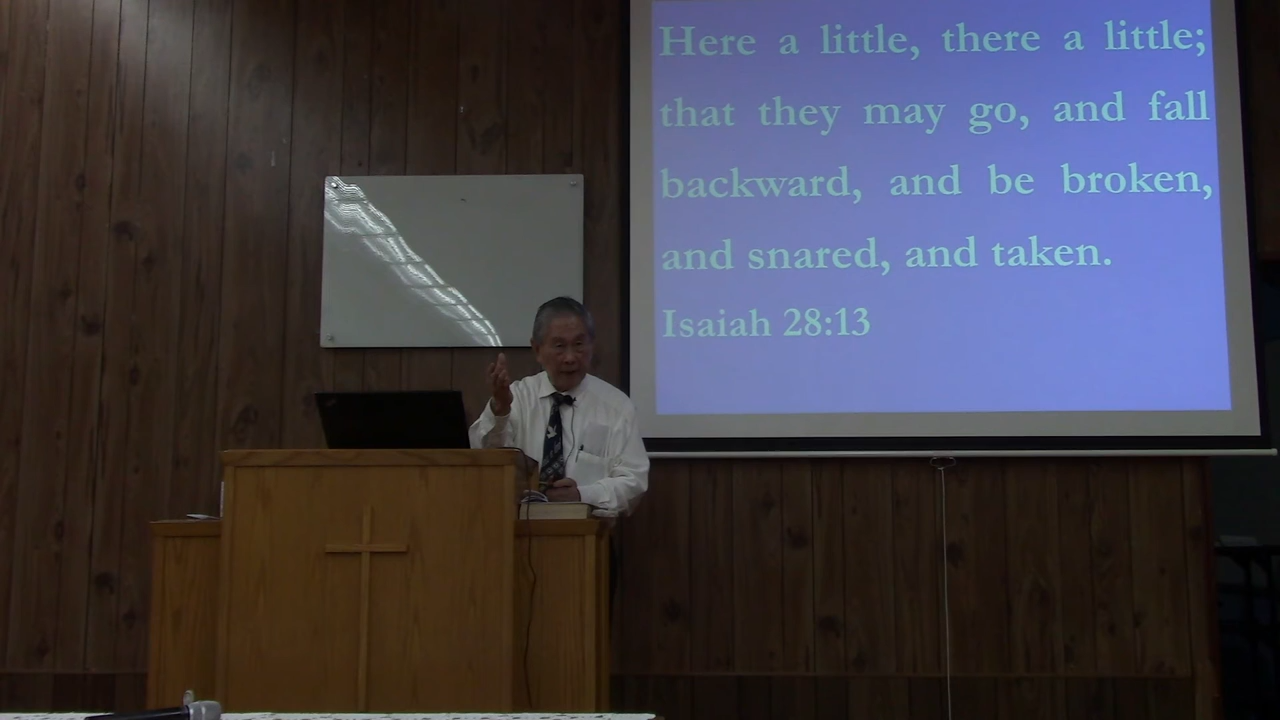 Here a little, there a little;
that they may go, and fall
backward, and be broken,
and snared, and taken.
Isaiah 28:13